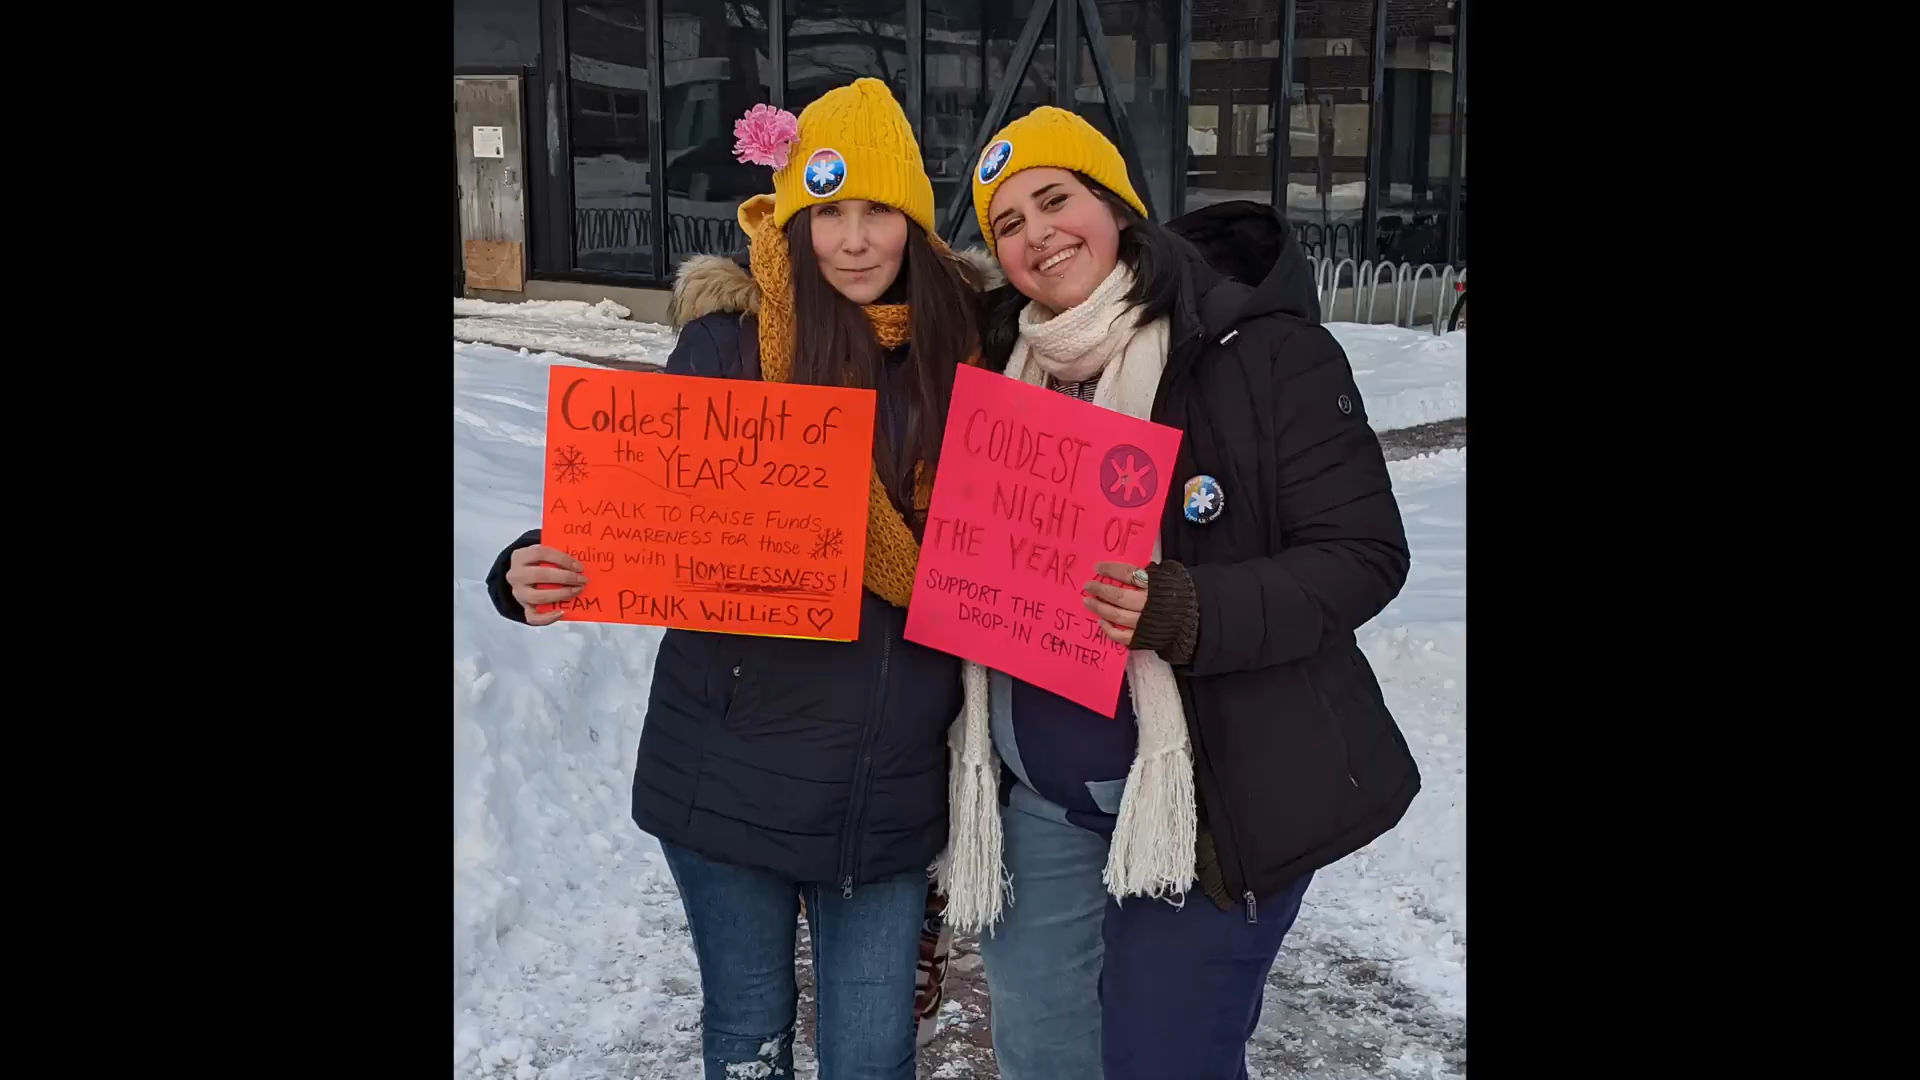 Coldest Night of
the YEAR 2022
A WALK TO RAISE Funds
and AWARENESS FOR those
dealing with HOMELESSNESS!
TEAM PINK WiLLiES
COLDEST
NIGHT OF
THE YEAR
SUPPORT THE
DROP-IN CENTER!